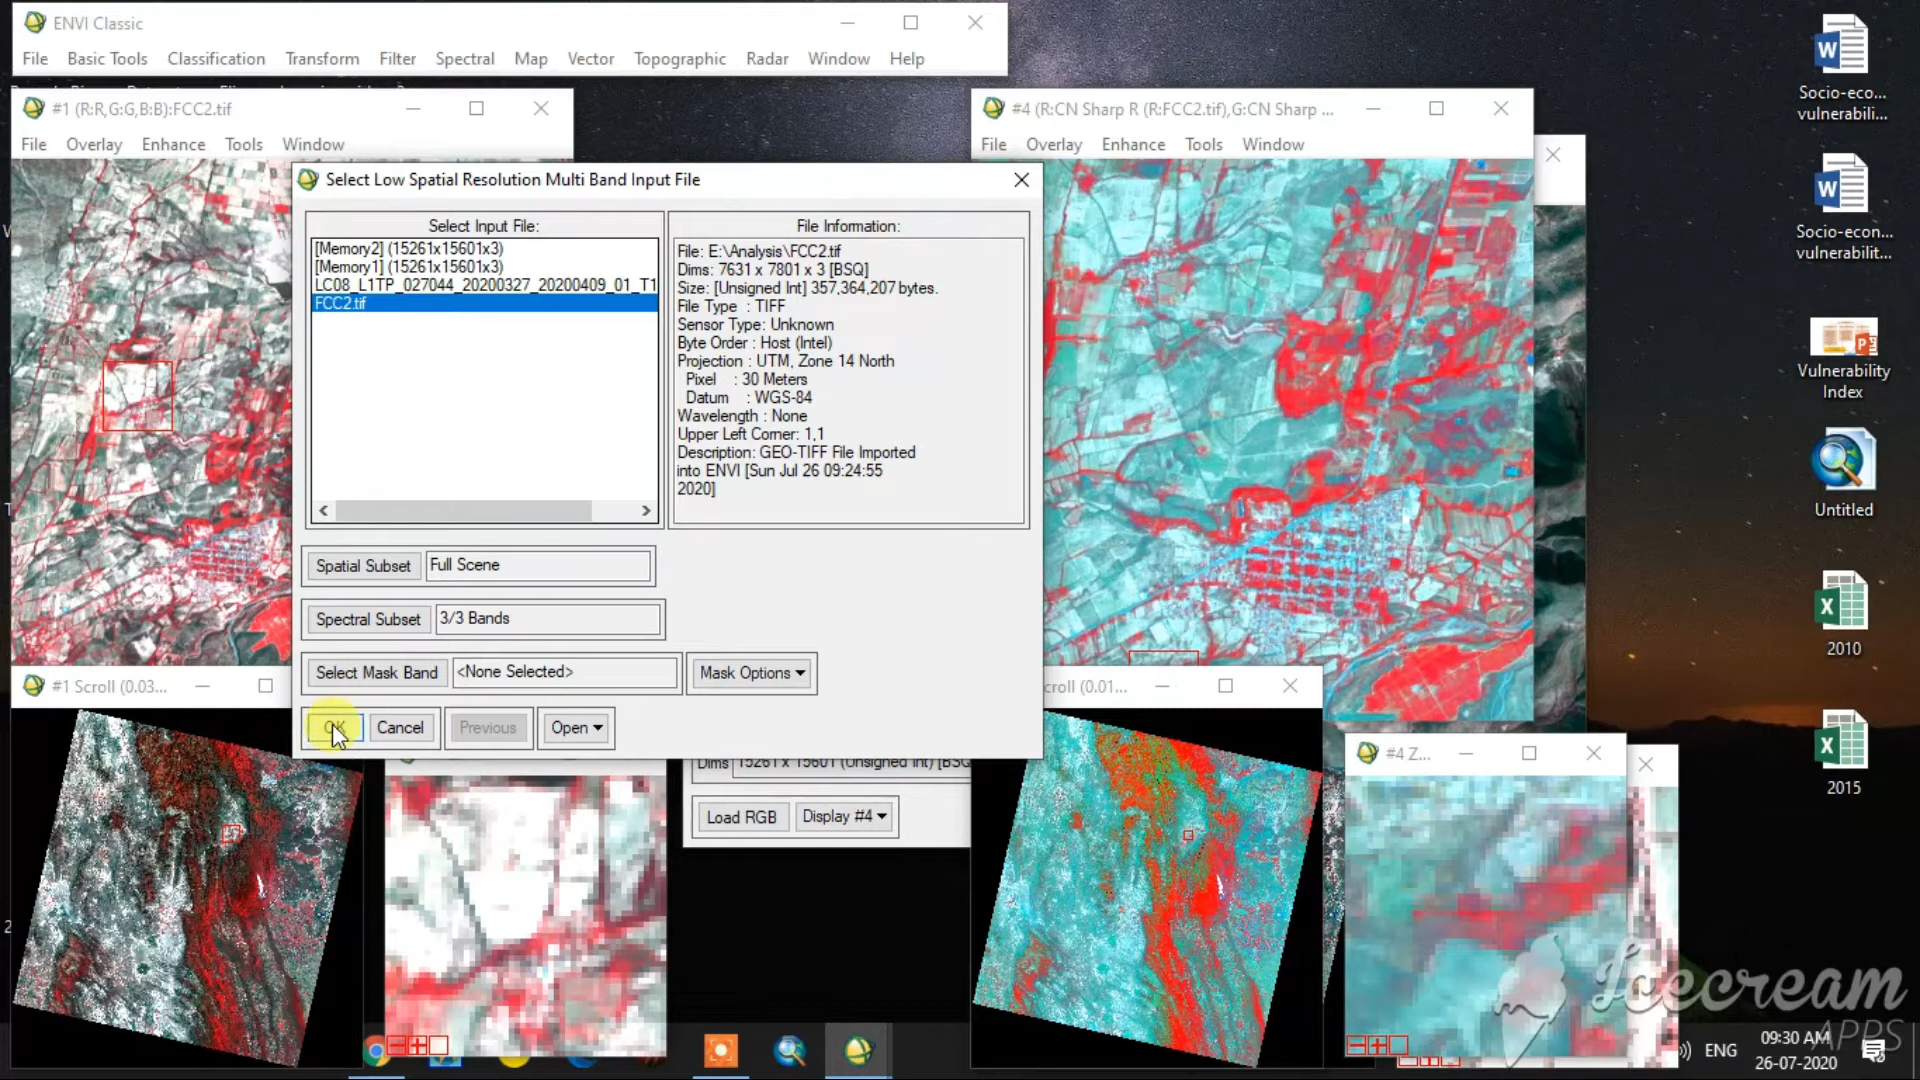 ENVI Classic
File Basic Tools Classification Transform Filter Spectral Map Vector Topographic Radar Window Help
#1 (R:R,G:G,B:B):FCC2.tif
File Overlay Enhance Tools Window
#4 (R:CN Sharp R (R:FCC2.tif),G:CN Sharp ...
File Overlay Enhance Tools Window
Select Low Spatial Resolution Multi Band Input File
Select Input File:
[Memory2] (15261x15601x3)
[Memory1] (15261x15601x3)
LC08_L1TP_027044_20200327_20200409_01_T1
FCC2.tif
File Information:
File: E:\Analysis\FCC2.tif
Dims: 7631 x 7801 x 3 [BSQ]
Size: [Unsigned Int] 357,364,207 bytes.
File Type : TIFF
Sensor Type: Unknown
Byte Order : Host (Intel)
Projection : UTM, Zone 14 North
Pixel : 30 Meters
Datum : WGS-84
Wavelength : None
Upper Left Corner: 1,1
Description: GEO-TIFF File Imported
into ENVI [Sun Jul 26 09:24:55
2020]
Spatial Subset Full Scene
Spectral Subset 3/3 Bands
Select Mask Band <None Selected> Mask Options
OK Cancel Previous Open
#1 Scroll (0.03...
croll (0.01...
Dims 15261 x 15601 (Unsigned Int) [BSQ
Load RGB Display #4
#4 Z...
Socio-eco...
vulnerabili...
Socio-econ...
vulnerabilit...
Vulnerability
Index
Untitled
2010
2015
Icecream
APPS
ENG
09:30 AM
26-07-2020